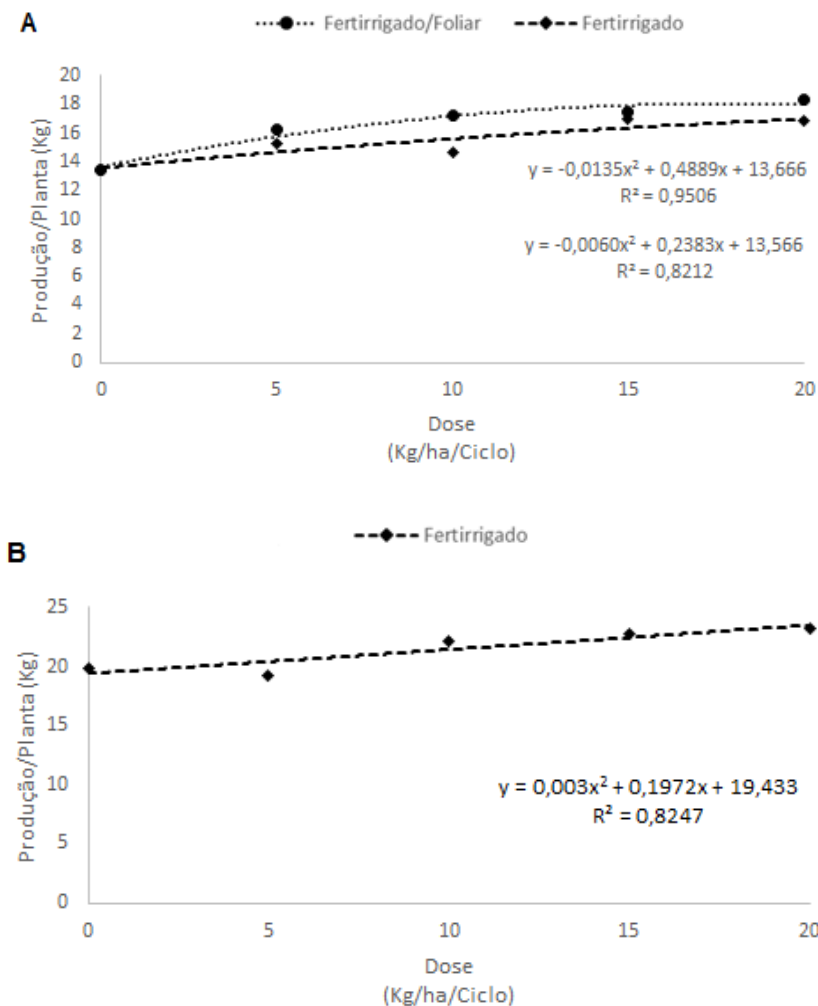 A
Fertirrigado/Foliar Fertirrigado
20
18
16
14
12
10
8
6
4
2
0
Produção/Planta (Kg)
y = -0,0135x² + 0,4889x + 13,666
R² = 0,9506
y = -0,0060x² + 0,2383x + 13,566
R² = 0,8212
0 5 10 15 20
Dose
(Kg/ha/Ciclo)
B
Fertirrigado
25
20
15
10
5
0
Produção/Planta (Kg)
y = 0,003x² + 0,1972x + 19,433
R² = 0,8247
0 5 10 15 20
Dose
(Kg/ha/Ciclo)